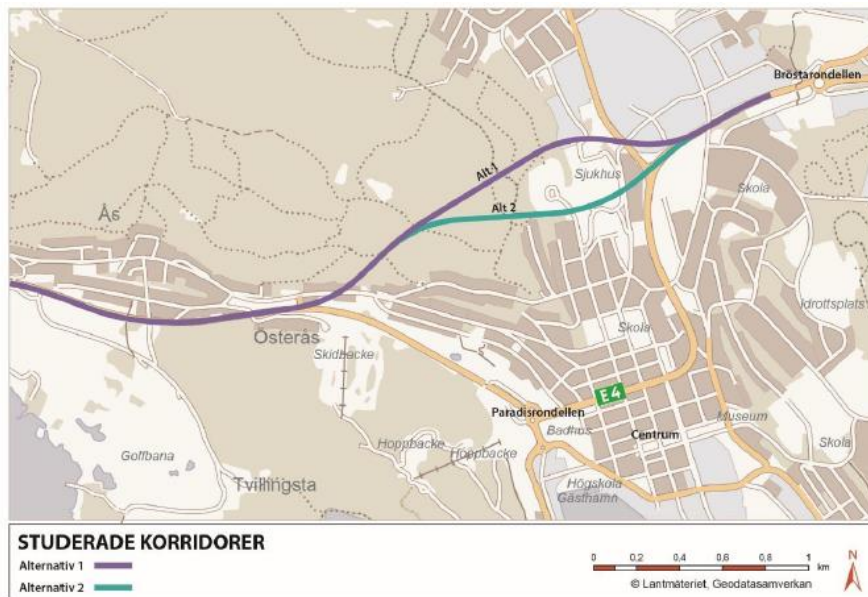 Bröstarondellen
Alt 1
Sjukhus
Skola
Alt 2
Ås
Idrottsplats
Österås
Skola
Skidbacke
E4
Paradisrondellen
Museum
Badhus
Centrum
Golfbana
Hoppbacke
Hoppbacke
Skola
Tvillingsta
Högskola
Gästhamn
STUDERADE KORRIDORER
Alternativ 1
Alternativ 2
0 0,2 0,4 0,6 0,8 1
km
N
© Lantmäteriet, Geodatasamverkan